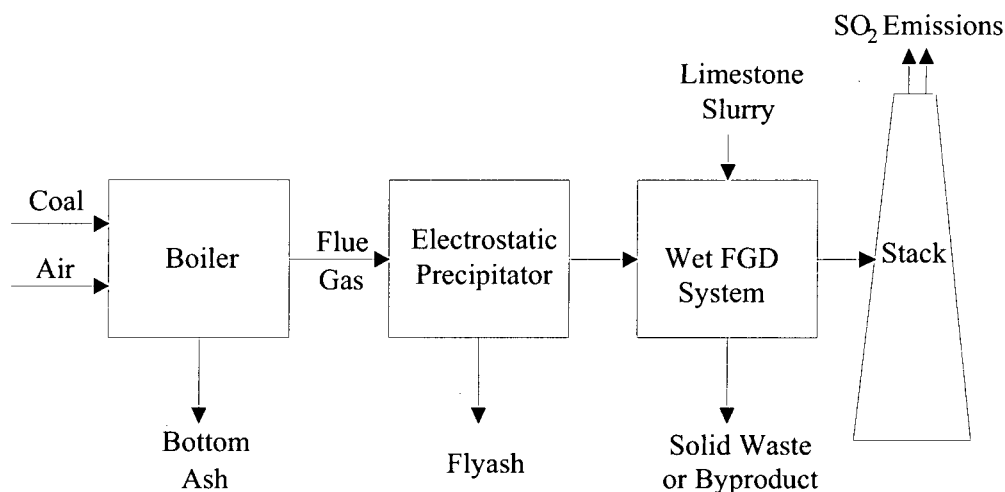 SO2 Emissions
Limestone
Slurry
Coal
Air
Boiler
Flue
Gas
Electrostatic
Precipitator
Wet FGD
System
Stack
Bottom
Ash
Flyash
Solid Waste
or Byproduct